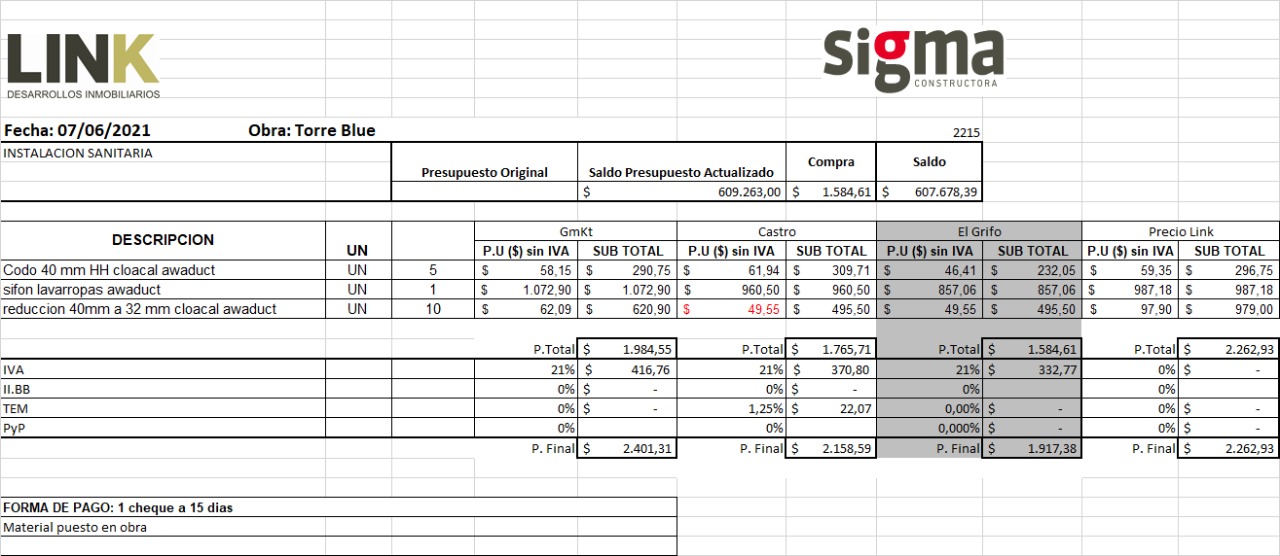 LINK
DESARROLLOS INMOBILIARIOS
sigma
CONSTRUCTORA
Fecha: 07/06/2021 Obra: Torre Blue 2215
INSTALACION SANITARIA
Presupuesto Original Saldo Presupuesto Actualizado Compra Saldo
$ 609.263,00 $ 1.584,61 $ 607.678,39
DESCRIPCION UN GmKt Castro El Grifo Precio Link
P.U ($) sin IVA SUB TOTAL P.U ($) sin IVA SUB TOTAL P.U ($) sin IVA SUB TOTAL P.U ($) sin IVA SUB TOTAL
Codo 40 mm HH cloacal awaduct UN 5 $ 58,15 $ 290,75 $ 61,94 $ 309,71 $ 46,41 $ 232,05 $ 59,35 $ 296,75
sifon lavarropas awaduct UN 1 $ 1.072,90 $ 1.072,90 $ 960,50 $ 960,50 $ 857,06 $ 857,06 $ 987,18 $ 987,18
reduccion 40mm a 32 mm cloacal awaduct UN 10 $ 62,09 $ 620,90 $ 49,55 $ 495,50 $ 49,55 $ 495,50 $ 97,90 $ 979,00
P.Total $ 1.984,55 P.Total $ 1.765,71 P.Total $ 1.584,61 P.Total $ 2.262,93
IVA 21% $ 416,76 21% $ 370,80 21% $ 332,77 0% $ -
II.BB 0% $ - 0% $ - 0% 0%
TEM 0% $ - 1,25% $ 22,07 0,00% $ - 0% $ -
PyP 0% 0% 0,000% $ - 0% $ -
P. Final $ 2.401,31 P. Final $ 2.158,59 P. Final $ 1.917,38 P. Final $ 2.262,93
FORMA DE PAGO: 1 cheque a 15 dias
Material puesto en obra